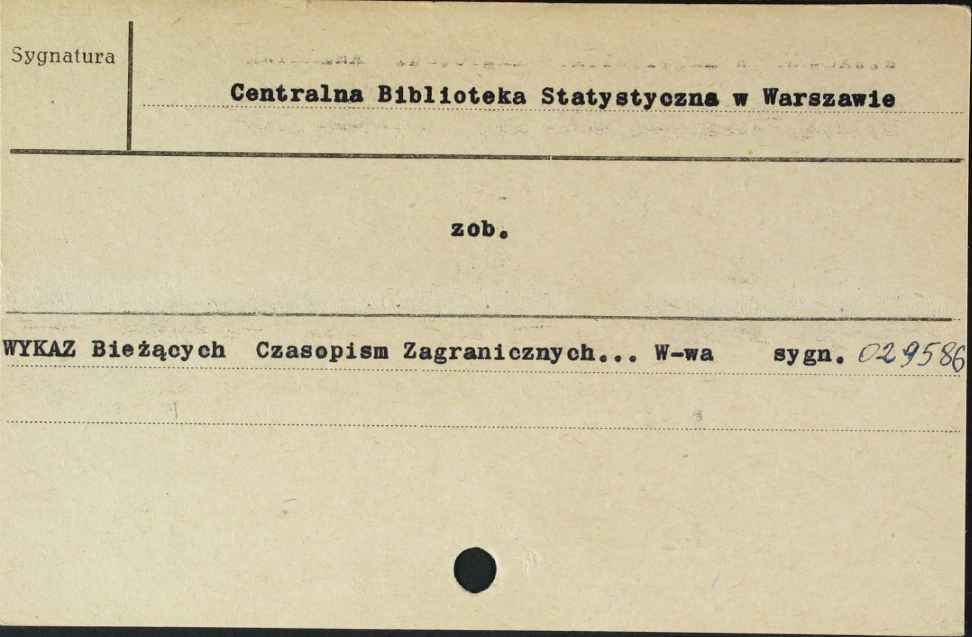 Sygnatura
Centralna Biblioteka Statystyczna w Warszawie
zob.
WYKAZ Bieżących Czasopism Zagranicznych... W-wa sygn. 029586